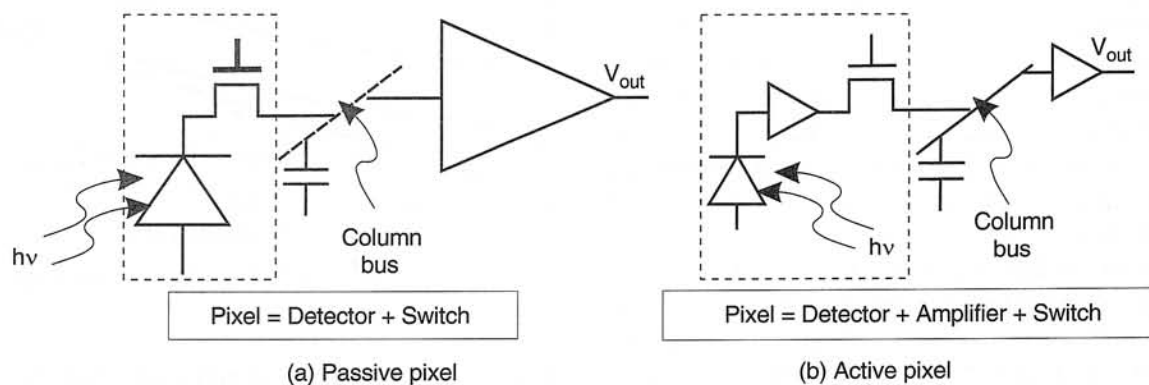 V_out
Column
bus
hν
Pixel = Detector + Switch
(a) Passive pixel
V_out
Column
bus
hν
Pixel = Detector + Amplifier + Switch
(b) Active pixel